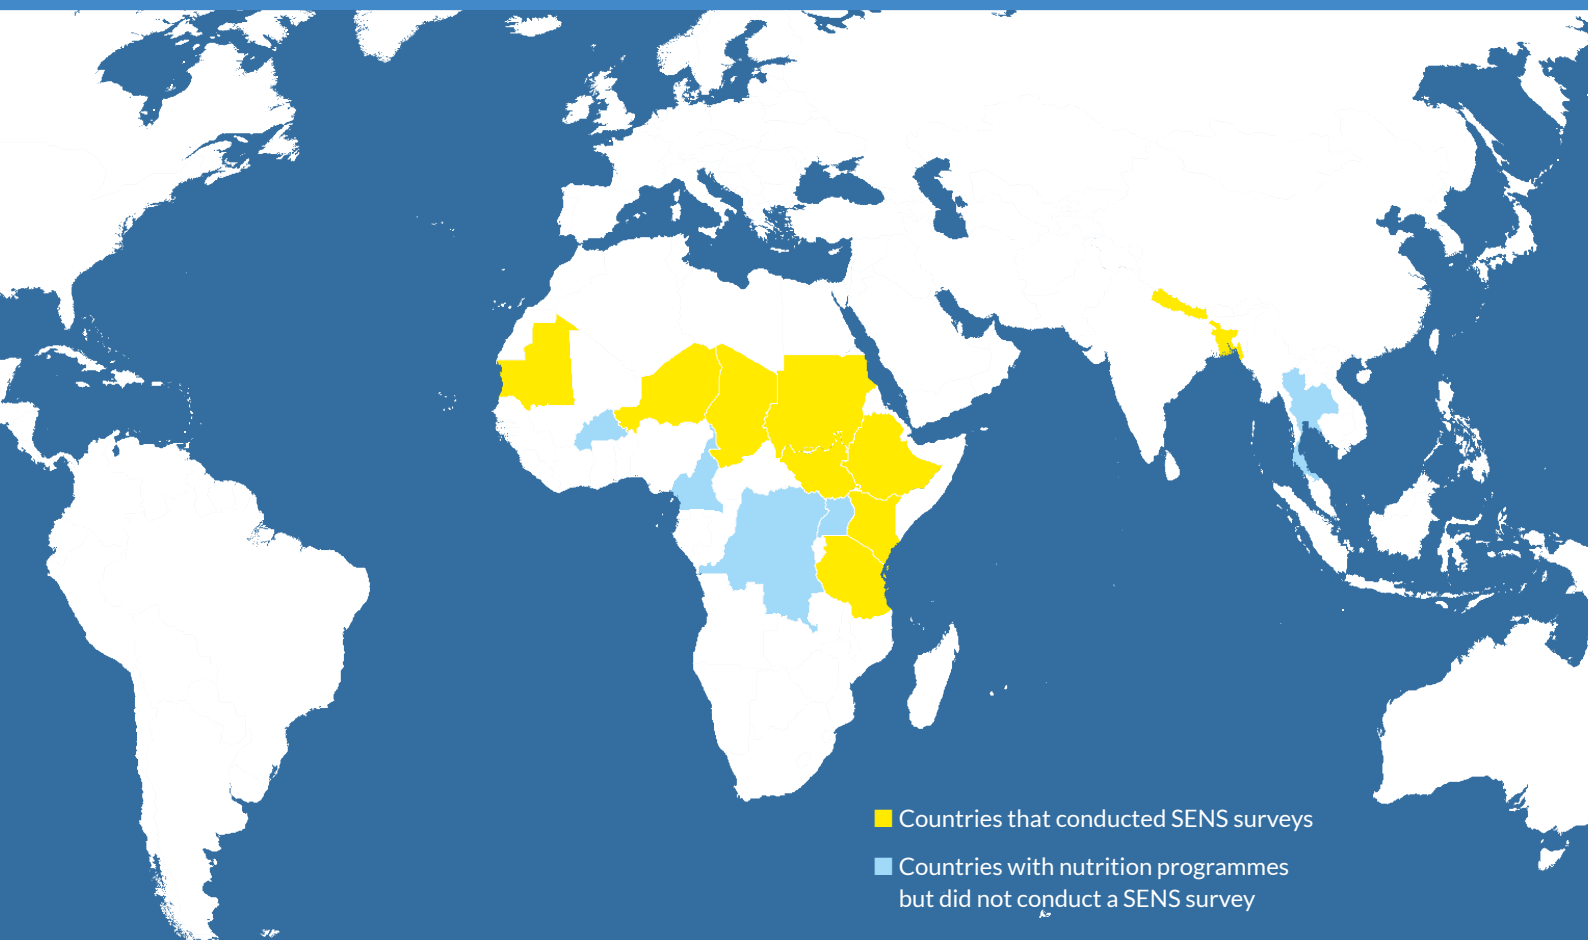 Countries that conducted SENS surveys
Countries with nutrition programmes
but did not conduct a SENS survey